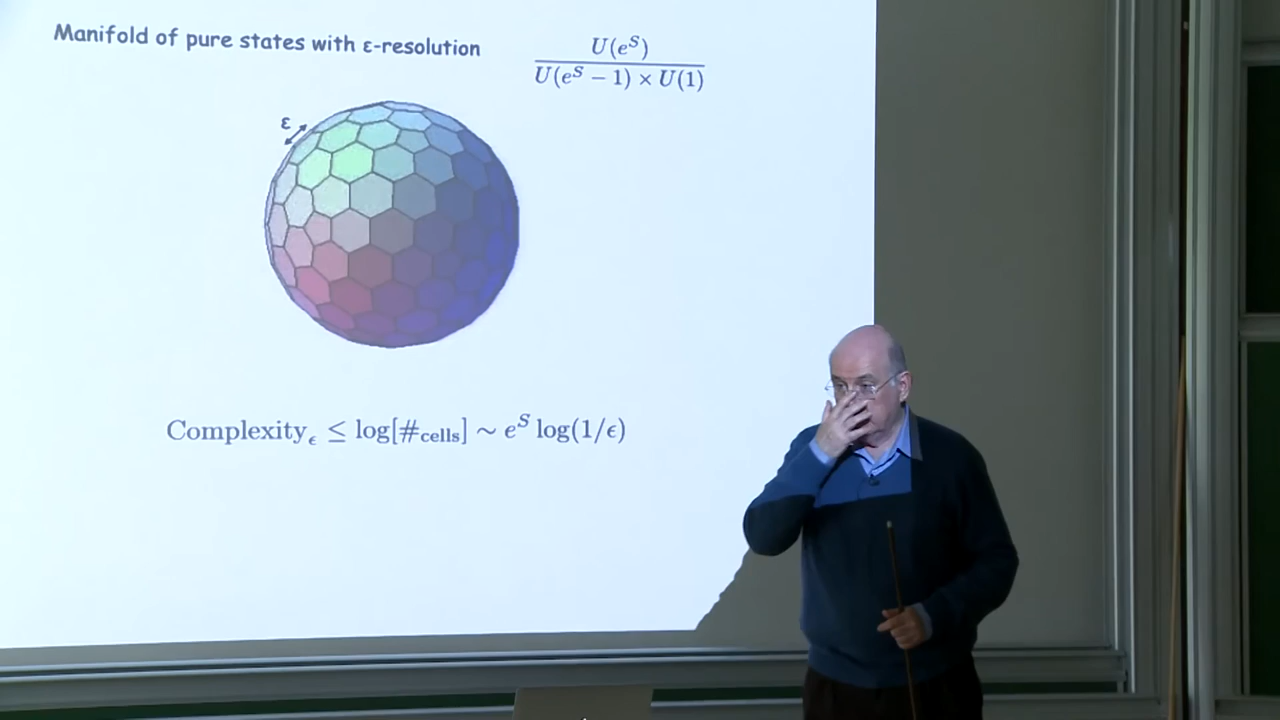 Manifold of pure states with ε-resolution
U(e^S)
U(e^S – 1) × U(1)
ε
Complexity_ϵ ≤ log[#_cells] ~ e^S log(1/ϵ)